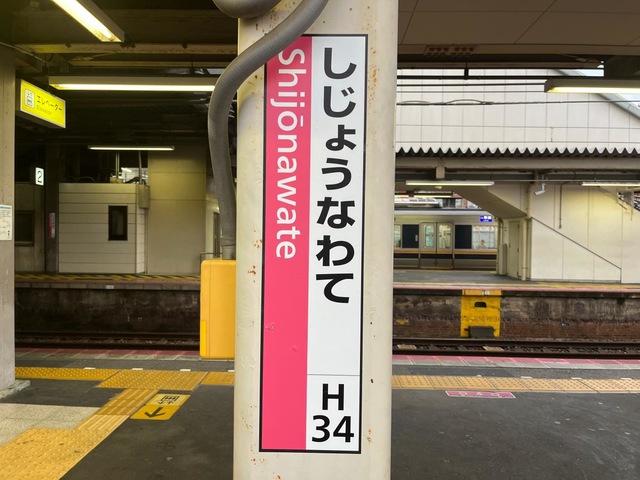 しじょうなわて
Shijōnawate
H
34
エレベーター
2